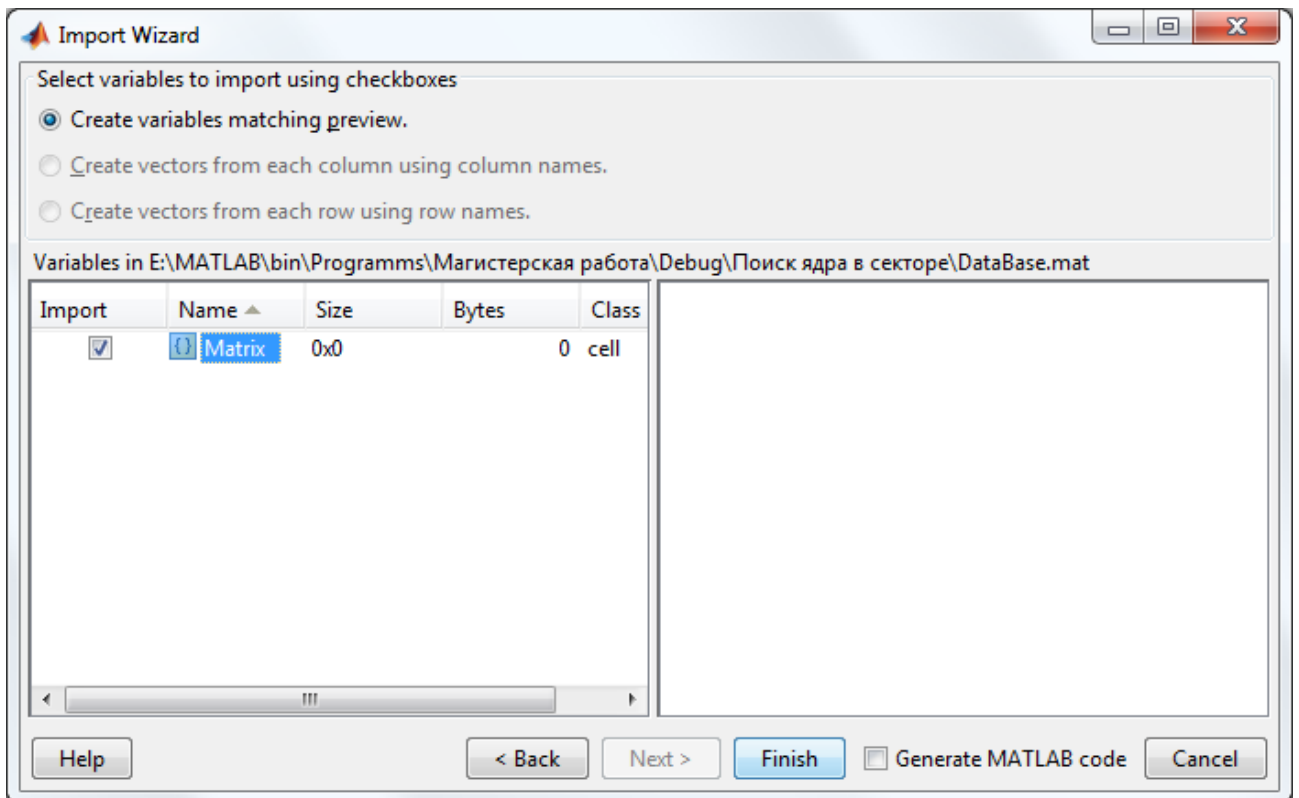 Import Wizard
Select variables to import using checkboxes
Create variables matching preview.
Create vectors from each column using column names.
Create vectors from each row using row names.
Variables in E:\MATLAB\bin\Programms\Магистерская работа\Debug\Поиск ядра в секторе\DataBase.mat
Import Name Size Bytes Class
{} Matrix 0x0 0 cell
Help < Back Next > Finish Generate MATLAB code Cancel